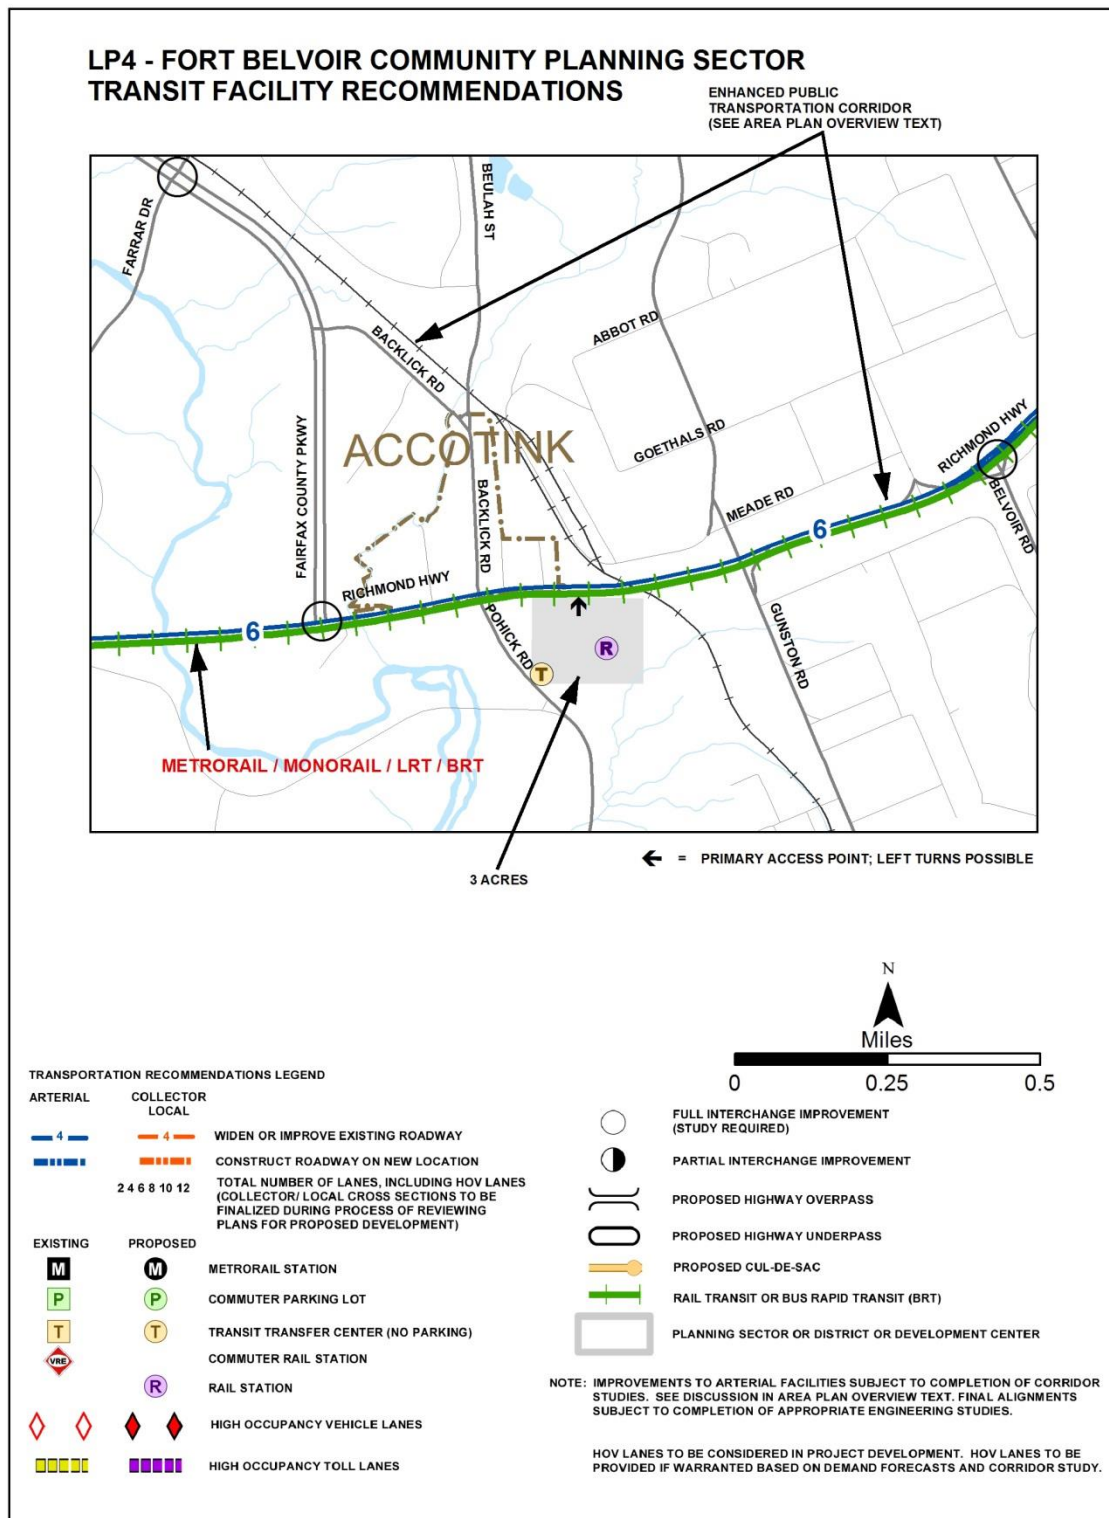 LP4 - FORT BELVOIR COMMUNITY PLANNING SECTOR
TRANSIT FACILITY RECOMMENDATIONS
ENHANCED PUBLIC
TRANSPORTATION CORRIDOR
(SEE AREA PLAN OVERVIEW TEXT)
FARRAR DR
BEULAH ST
ABBOT RD
BACKLICK RD
GOETHALS RD
RICHMOND HWY
ACCOTINK
MEADE RD
BELVOIR RD
FAIRFAX COUNTY PKWY
BACKLICK RD
6
RICHMOND HWY
6
POHICK RD
GUNSTON RD
R
T
METRORAIL / MONORAIL / LRT / BRT
= PRIMARY ACCESS POINT; LEFT TURNS POSSIBLE
3 ACRES
N
Miles
0 0.25 0.5
TRANSPORTATION RECOMMENDATIONS LEGEND
ARTERIAL COLLECTOR
LOCAL
4 4 WIDEN OR IMPROVE EXISTING ROADWAY
CONSTRUCT ROADWAY ON NEW LOCATION
2 4 6 8 10 12 TOTAL NUMBER OF LANES, INCLUDING HOV LANES
(COLLECTOR/ LOCAL CROSS SECTIONS TO BE
FINALIZED DURING PROCESS OF REVIEWING
PLANS FOR PROPOSED DEVELOPMENT)
EXISTING PROPOSED
M M METRORAIL STATION
P P COMMUTER PARKING LOT
T T TRANSIT TRANSFER CENTER (NO PARKING)
VRE COMMUTER RAIL STATION
R RAIL STATION
HIGH OCCUPANCY VEHICLE LANES
HIGH OCCUPANCY TOLL LANES
FULL INTERCHANGE IMPROVEMENT
(STUDY REQUIRED)
PARTIAL INTERCHANGE IMPROVEMENT
PROPOSED HIGHWAY OVERPASS
PROPOSED HIGHWAY UNDERPASS
PROPOSED CUL-DE-SAC
RAIL TRANSIT OR BUS RAPID TRANSIT (BRT)
PLANNING SECTOR OR DISTRICT OR DEVELOPMENT CENTER
NOTE: IMPROVEMENTS TO ARTERIAL FACILITIES SUBJECT TO COMPLETION OF CORRIDOR
STUDIES. SEE DISCUSSION IN AREA PLAN OVERVIEW TEXT. FINAL ALIGNMENTS
SUBJECT TO COMPLETION OF APPROPRIATE ENGINEERING STUDIES.
HOV LANES TO BE CONSIDERED IN PROJECT DEVELOPMENT. HOV LANES TO BE
PROVIDED IF WARRANTED BASED ON DEMAND FORECASTS AND CORRIDOR STUDY.